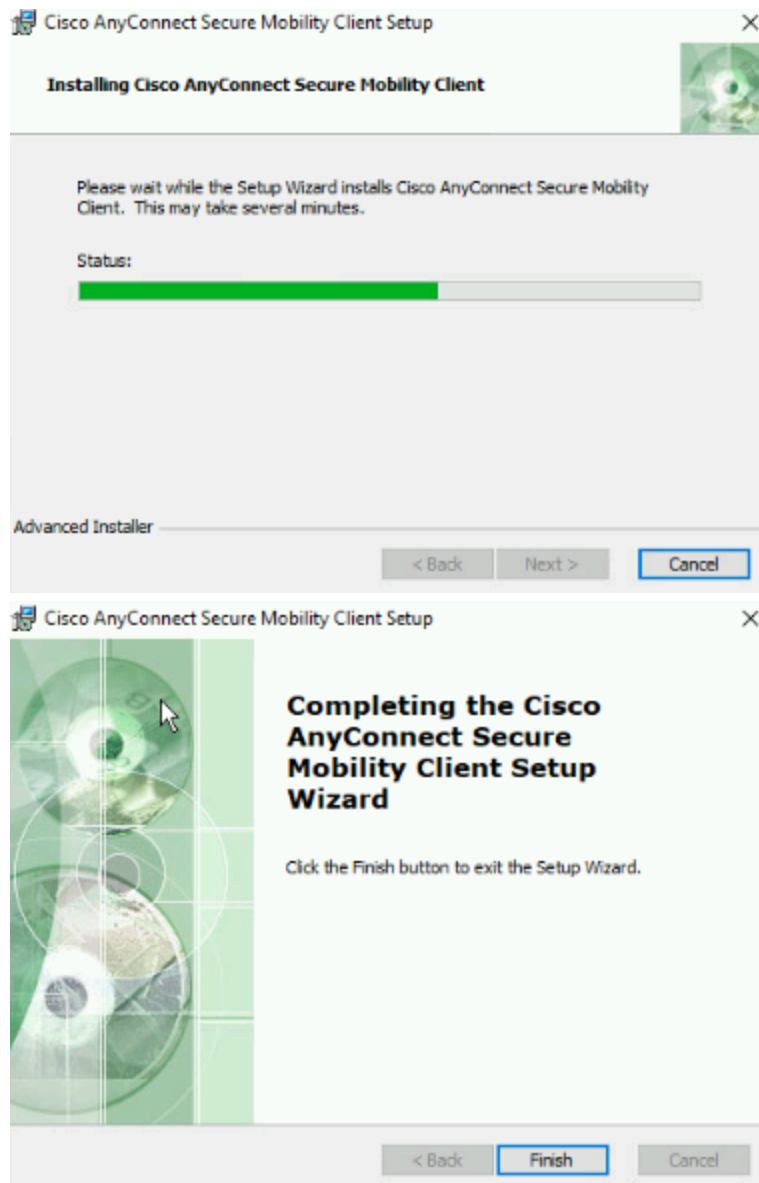 Cisco AnyConnect Secure Mobility Client Setup
Installing Cisco AnyConnect Secure Mobility Client
Please wait while the Setup Wizard installs Cisco AnyConnect Secure Mobility
Client. This may take several minutes.
Status:
Advanced Installer
< Back Next > Cancel
Cisco AnyConnect Secure Mobility Client Setup
Completing the Cisco
AnyConnect Secure
Mobility Client Setup
Wizard
Click the Finish button to exit the Setup Wizard.
< Back Finish Cancel